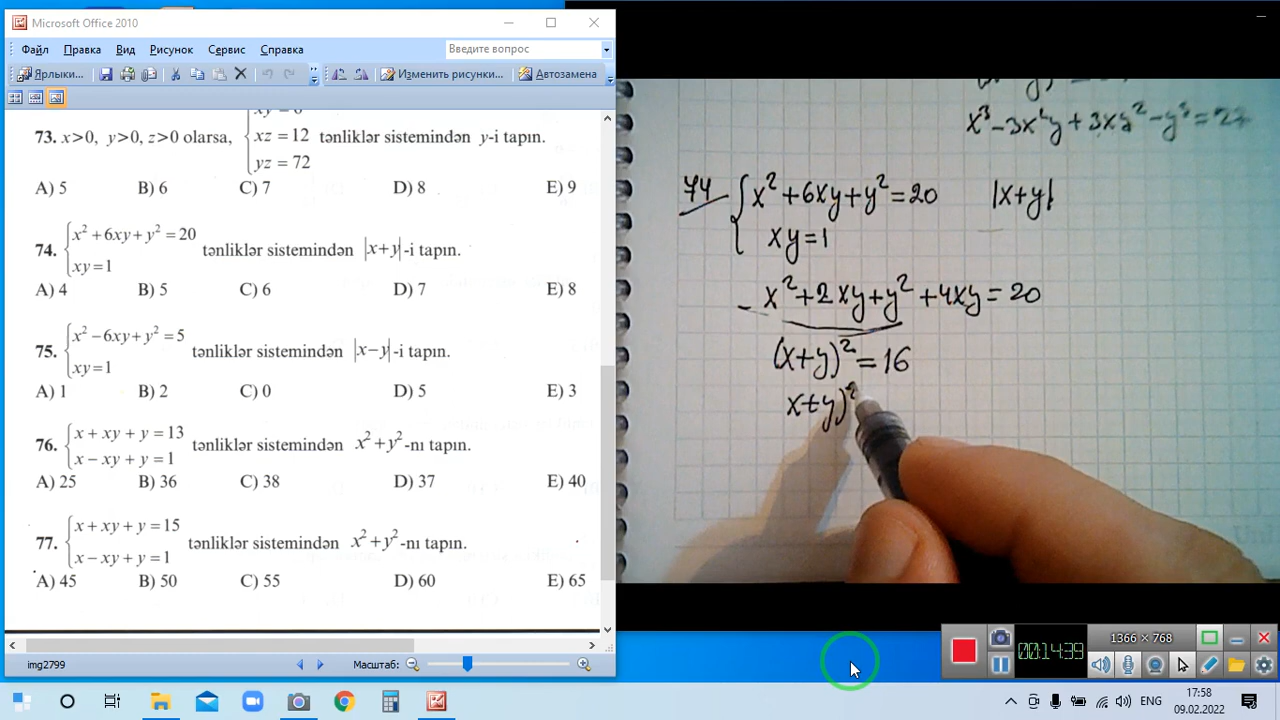 Microsoft Office 2010
Файл Правка Вид Рисунок Сервис Справка
Введите вопрос
Ярлыки... Изменить рисунки... Автозамена
xy = 6
73. x>0, y>0, z>0 olarsa, xz = 12 tənliklər sistemindən y-i tapın.
yz = 72
A) 5 B) 6 C) 7 D) 8 E) 9
x² + 6xy + y² = 20
74. tənliklər sistemindən |x+y|-i tapın.
xy = 1
A) 4 B) 5 C) 6 D) 7 E) 8
x² − 6xy + y² = 5
75. tənliklər sistemindən |x−y|-i tapın.
xy = 1
A) 1 B) 2 C) 0 D) 5 E) 3
x + xy + y = 13
76. tənliklər sistemindən x² + y²-nı tapın.
x − xy + y = 1
A) 25 B) 36 C) 38 D) 37 E) 40
x + xy + y = 15
77. tənliklər sistemindən x² + y²-nı tapın.
x − xy + y = 1
A) 45 B) 50 C) 55 D) 60 E) 65
img2799 Масштаб:
x³ − 3x²y + 3xy² − y³ = 27
74 x² + 6xy + y² = 20 |x+y|
xy = 1
x² + 2xy + y² + 4xy = 20
(x+y)² = 16
x+y)²
1366 × 768
00:14:39
ENG
17:58
09.02.2022